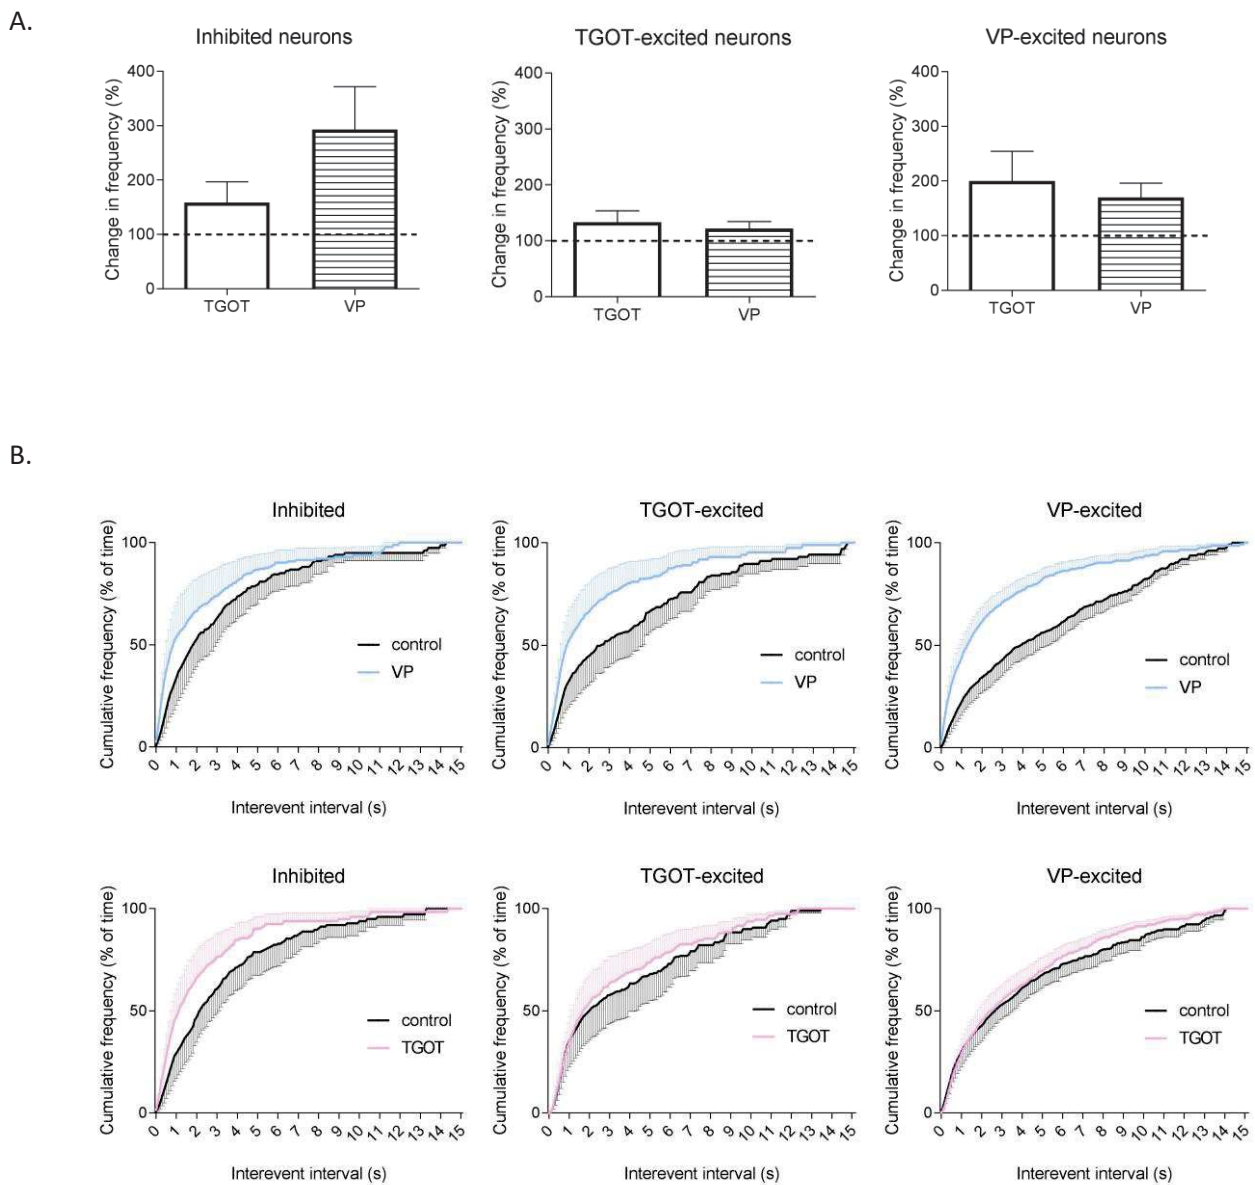 A.
Inhibited neurons
Change in frequency (%)
400
300
200
100
0
TGOT
VP
TGOT-excited neurons
Change in frequency (%)
400
300
200
100
0
TGOT
VP
VP-excited neurons
Change in frequency (%)
400
300
200
100
0
TGOT
VP
B.
Inhibited
Cumulative frequency (% of time)
100
50
0
control
VP
0 1 2 3 4 5 6 7 8 9 10 11 12 13 14 15
Interevent interval (s)
TGOT-excited
Cumulative frequency (% of time)
100
50
0
control
VP
0 1 2 3 4 5 6 7 8 9 10 11 12 13 14 15
Interevent interval (s)
VP-excited
Cumulative frequency (% of time)
100
50
0
control
VP
0 1 2 3 4 5 6 7 8 9 10 11 12 13 14 15
Interevent interval (s)
Inhibited
Cumulative frequency (% of time)
100
50
0
control
TGOT
0 1 2 3 4 5 6 7 8 9 10 11 12 13 14 15
Interevent interval (s)
TGOT-excited
Cumulative frequency (% of time)
100
50
0
control
TGOT
0 1 2 3 4 5 6 7 8 9 10 11 12 13 14 15
Interevent interval (s)
VP-excited
Cumulative frequency (% of time)
100
50
0
control
TGOT
0 1 2 3 4 5 6 7 8 9 10 11 12 13 14 15
Interevent interval (s)